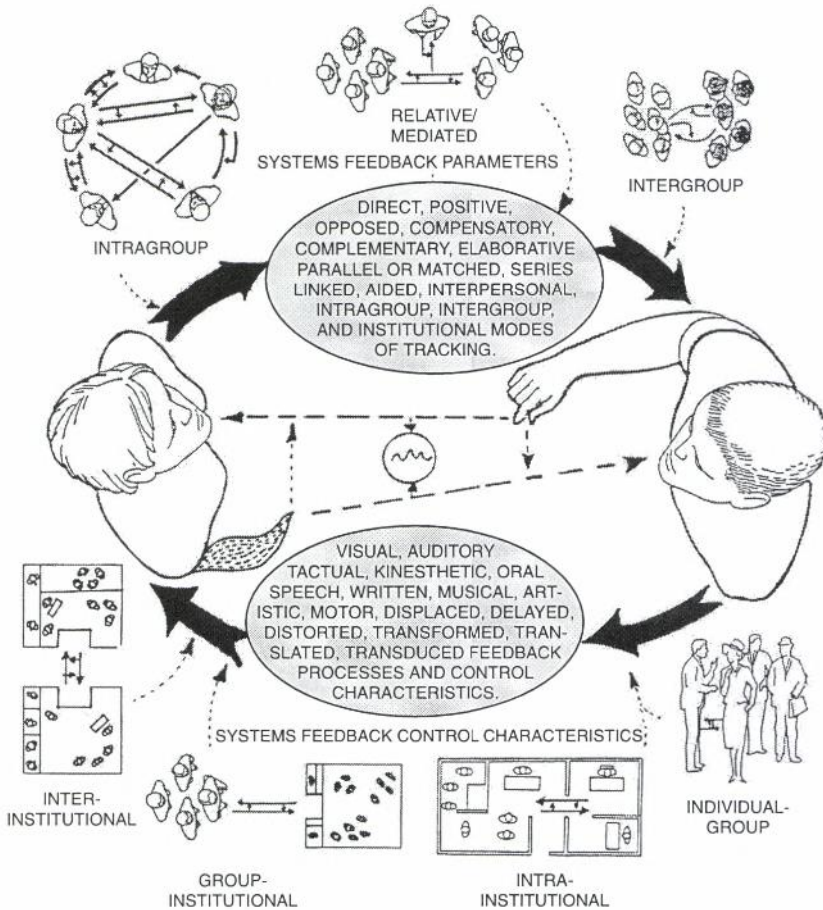 RELATIVE/
MEDIATED
SYSTEMS FEEDBACK PARAMETERS
INTERGROUP
INTRAGROUP
DIRECT, POSITIVE,
OPPOSED, COMPENSATORY,
COMPLEMENTARY, ELABORATIVE
PARALLEL OR MATCHED, SERIES
LINKED, AIDED, INTERPERSONAL,
INTRAGROUP, INTERGROUP,
AND INSTITUTIONAL MODES
OF TRACKING.
VISUAL, AUDITORY
TACTUAL, KINESTHETIC, ORAL
SPEECH, WRITTEN, MUSICAL, ART-
ISTIC, MOTOR, DISPLACED, DELAYED,
DISTORTED, TRANSFORMED, TRAN-
SLATED, TRANSDUCED FEEDBACK
PROCESSES AND CONTROL
CHARACTERISTICS.
SYSTEMS FEEDBACK CONTROL CHARACTERISTICS
INTER-
INSTITUTIONAL
INDIVIDUAL-
GROUP
GROUP-
INSTITUTIONAL
INTRA-
INSTITUTIONAL